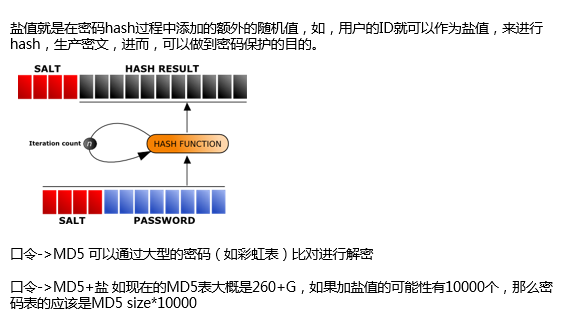 盐值就是在密码hash过程中添加的额外的随机值，如，用户的ID就可以作为盐值，来进行
hash，生产密文，进而，可以做到密码保护的目的。
SALT HASH RESULT
Iteration count n HASH FUNCTION
SALT PASSWORD
口令->MD5 可以通过大型的密码（如彩虹表）比对进行解密
口令->MD5+盐 如现在的MD5表大概是260+G，如果加盐值的可能性有10000个，那么密
码表的应该是MD5 size*10000